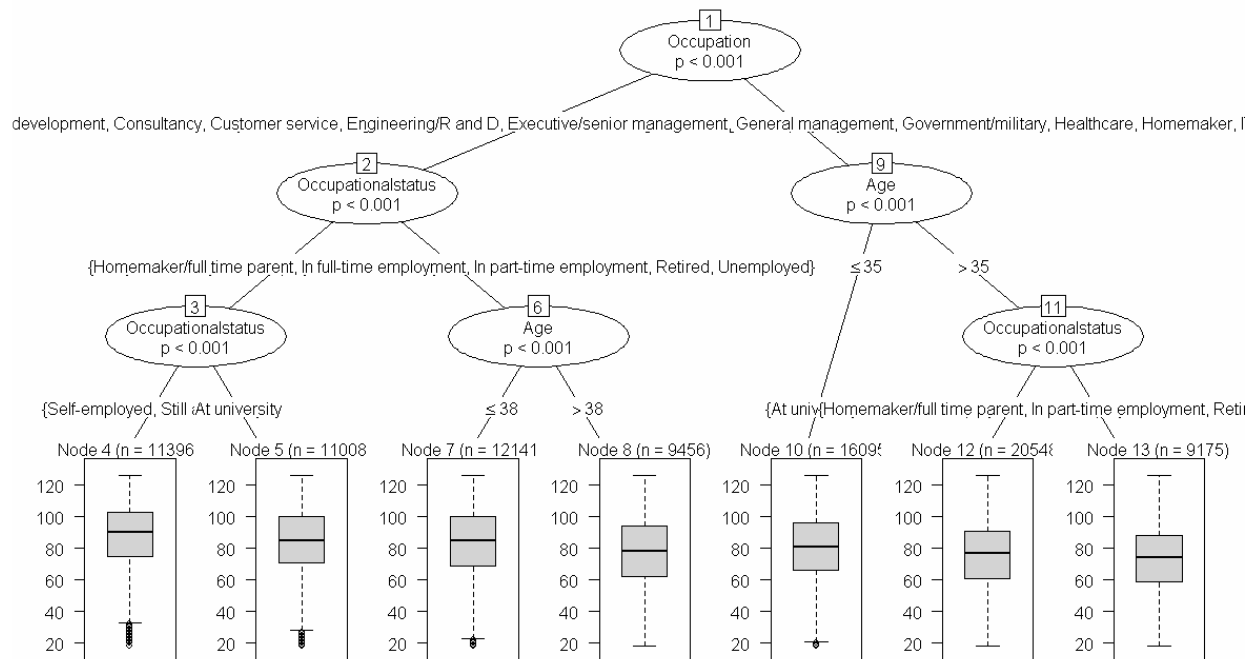 1
Occupation
p < 0.001
development, Consultancy, Customer service, Engineering/R and D, Executive/senior management, General management, Government/military, Healthcare, Homemaker, I
2
Occupationalstatus
p < 0.001
9
Age
p < 0.001
{Homemaker/full time parent, In full-time employment, In part-time employment, Retired, Unemployed}
≤ 35
> 35
3
Occupationalstatus
p < 0.001
6
Age
p < 0.001
11
Occupationalstatus
p < 0.001
{Self-employed, Still
At university
≤ 38
> 38
{At univ
{Homemaker/full time parent, In part-time employment, Reti
Node 4 (n = 11396
Node 5 (n = 11008
Node 7 (n = 12141
Node 8 (n = 9456)
Node 10 (n = 16095
Node 12 (n = 20548
Node 13 (n = 9175)
120 120 120 120 120 120 120
100 100 100 100 100 100 100
80 80 80 80 80 80 80
60 60 60 60 60 60 60
40 40 40 40 40 40 40
20 20 20 20 20 20 20